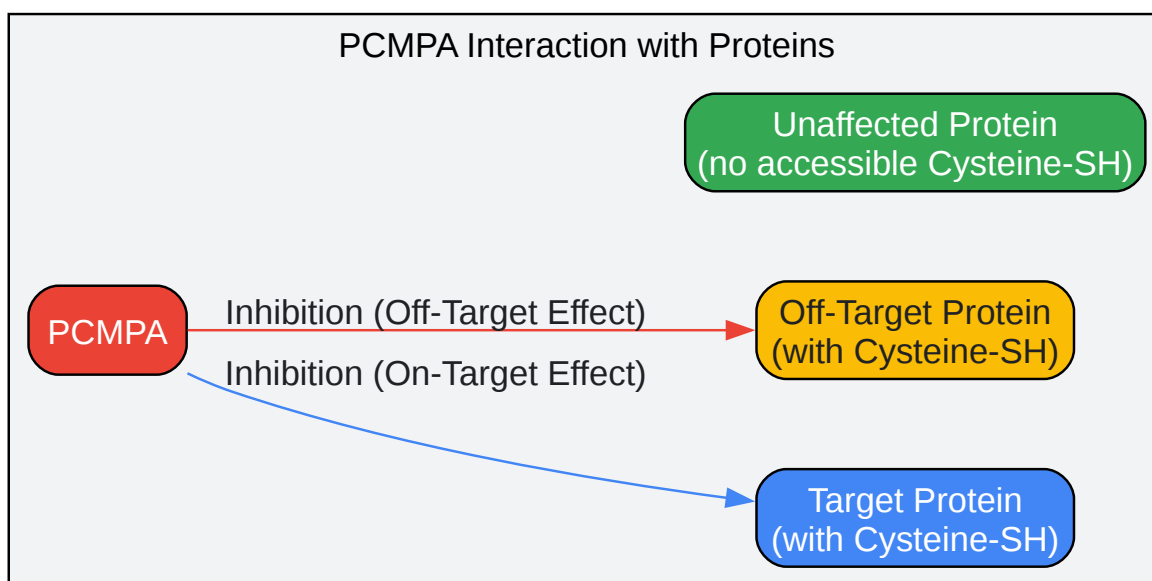 PCMPA Interaction with Proteins
Unaffected Protein
(no accessible Cysteine-SH)
PCMPA
Inhibition (Off-Target Effect)
Off-Target Protein
(with Cysteine-SH)
Inhibition (On-Target Effect)
Target Protein
(with Cysteine-SH)